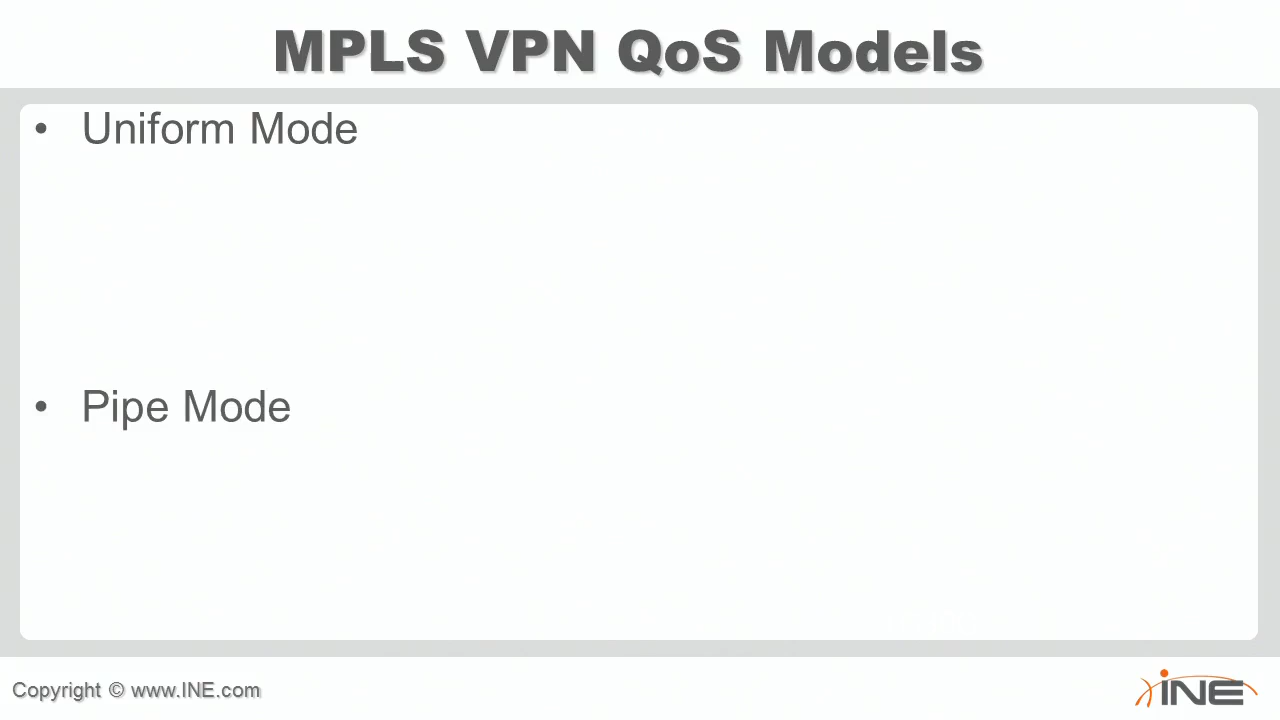 MPLS VPN QoS Models
• Uniform Mode
• Pipe Mode
Copyright © www.INE.com
INE